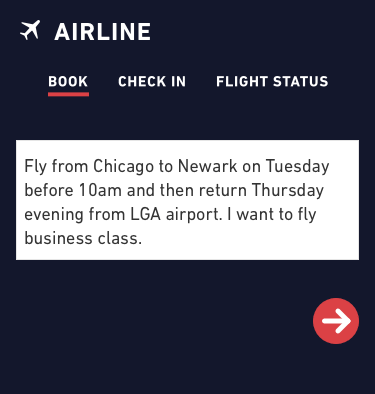 AIRLINE
BOOK CHECK IN FLIGHT STATUS
Fly from Chicago to Newark on Tuesday
before 10am and then return Thursday
evening from LGA airport. I want to fly
business class.